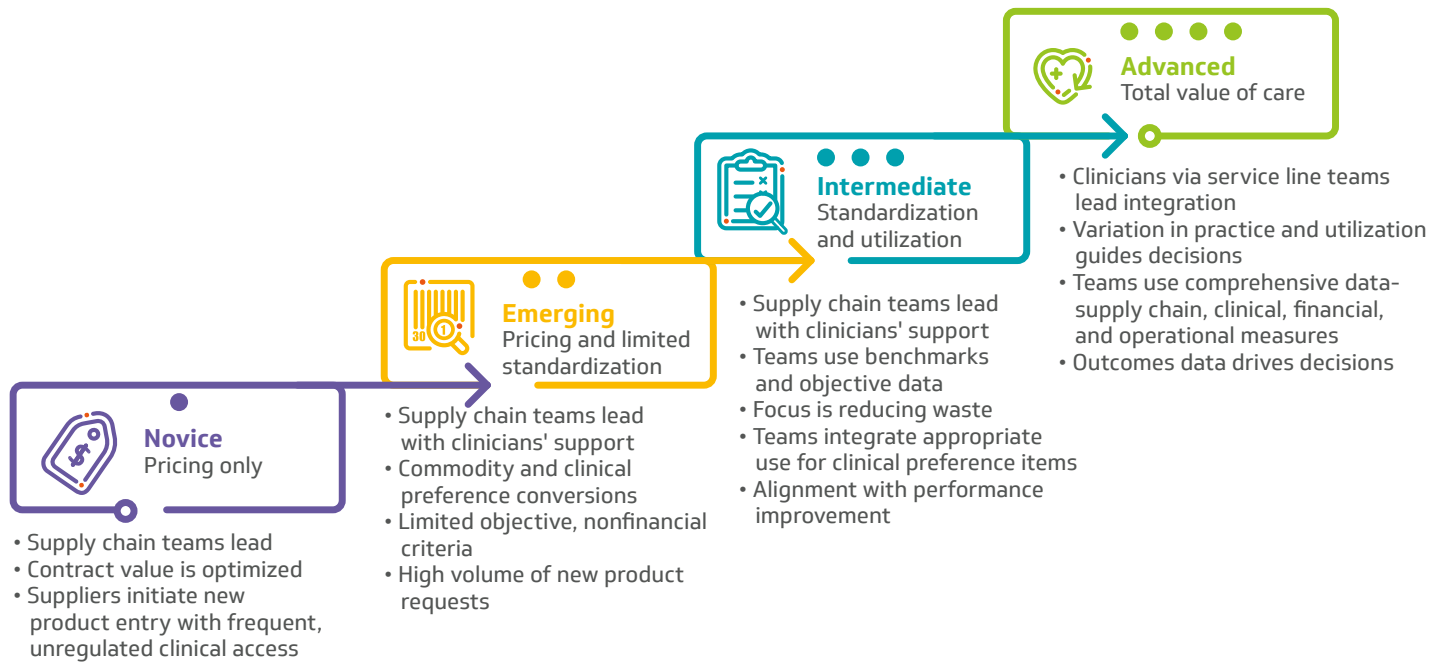 Novice
Pricing only
• Supply chain teams lead
• Contract value is optimized
• Suppliers initiate new
product entry with frequent,
unregulated clinical access
30
1
Emerging
Pricing and limited
standardization
• Supply chain teams lead
with clinicians' support
• Commodity and clinical
preference conversions
• Limited objective, nonfinancial
criteria
• High volume of new product
requests
Intermediate
Standardization
and utilization
• Supply chain teams lead
with clinicians' support
• Teams use benchmarks
and objective data
• Focus is reducing waste
• Teams integrate appropriate
use for clinical preference items
• Alignment with performance
improvement
Advanced
Total value of care
• Clinicians via service line teams
lead integration
• Variation in practice and utilization
guides decisions
• Teams use comprehensive data-
supply chain, clinical, financial,
and operational measures
• Outcomes data drives decisions